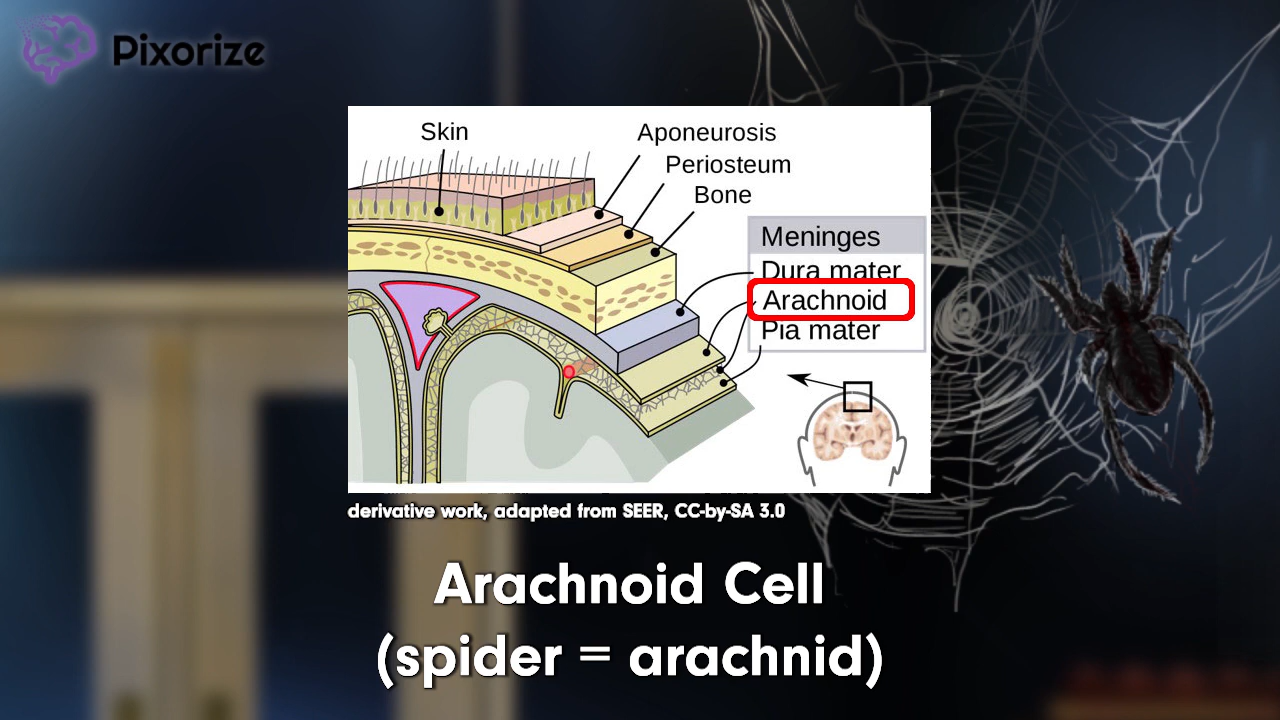 Pixorize
Skin
Aponeurosis
Periosteum
Bone
Meninges
Dura mater
Arachnoid
Pia mater
derivative work, adapted from SEER, CC-by-SA 3.0
Arachnoid Cell
(spider = arachnid)